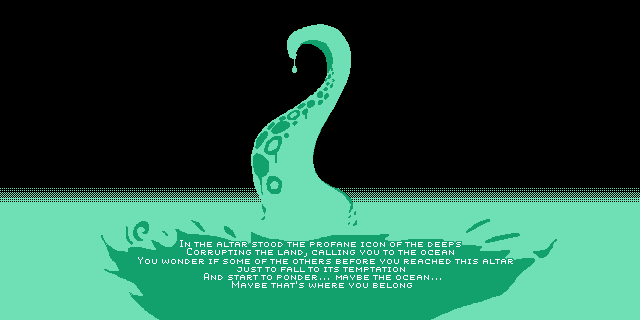 In the altar stood the profane icon of the deeps
Corrupting the land, calling you to the ocean
You wonder if some of the others before you reached this altar
just to fall to its temptation
And start to ponder... maybe the ocean...
Maybe that's where you belong